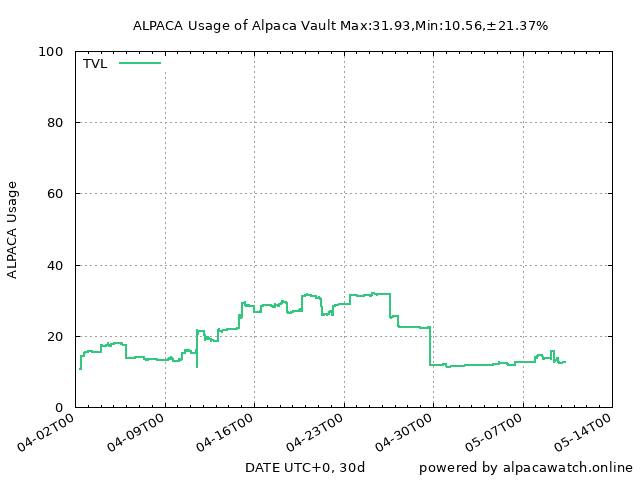 ALPACA Usage of Alpaca Vault Max:31.93,Min:10.56,±21.37%
TVL
100
80
60
40
20
0
ALPACA Usage
04-02T00
04-09T00
04-16T00
04-23T00
04-30T00
05-07T00
05-14T00
DATE UTC+0, 30d
powered by alpacawatch.online